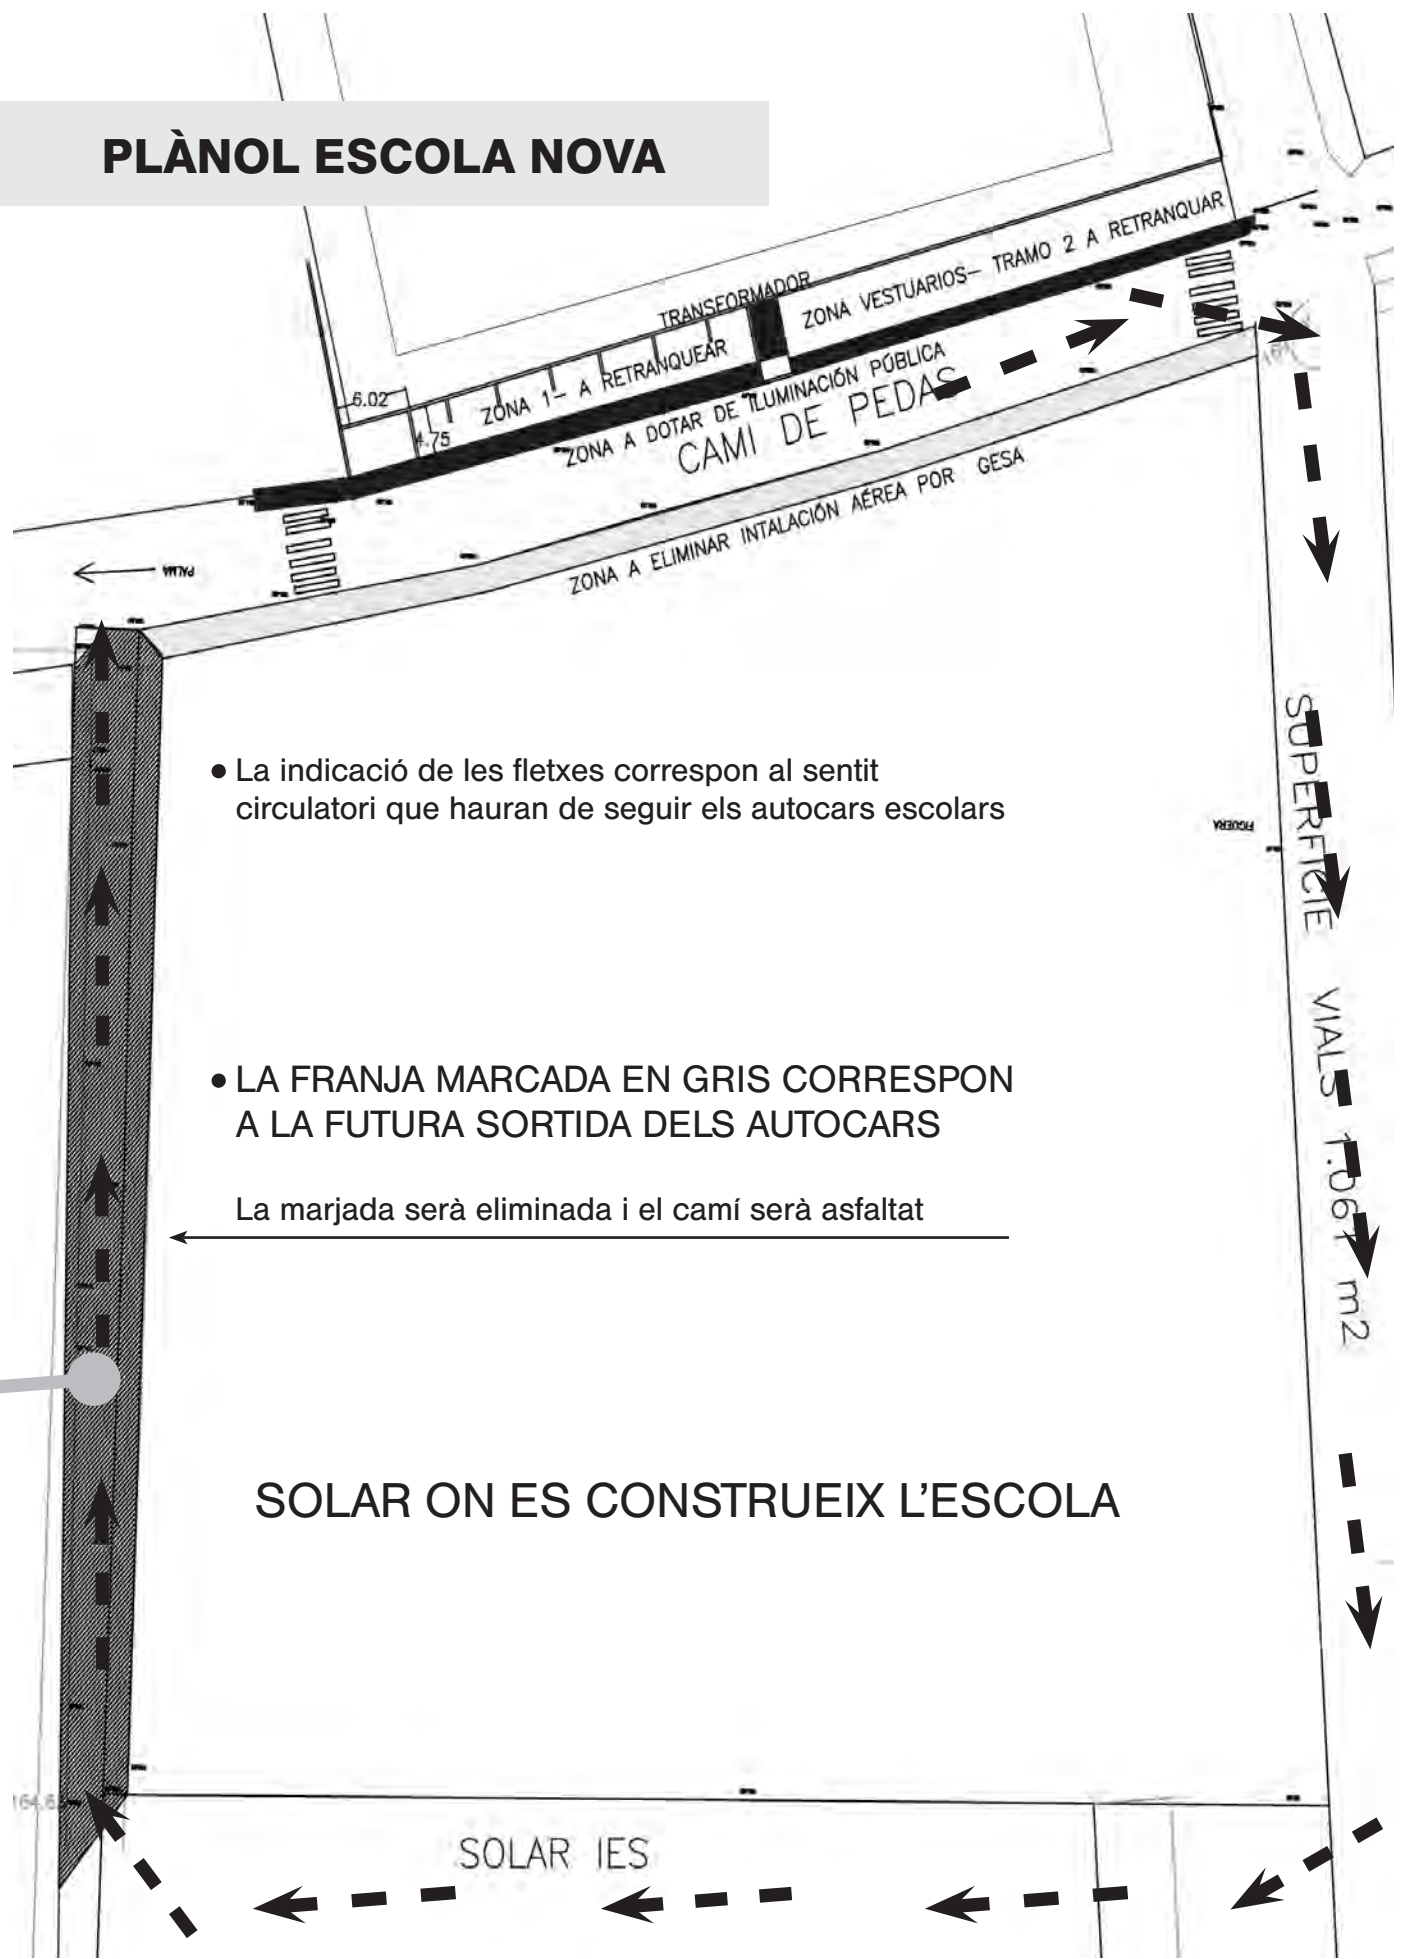 PLÀNOL ESCOLA NOVA
TRANSFORMADOR
ZONA VESTUARIOS- TRAMO 2 A RETRANQUAR
ZONA 1- A RETRANQUEAR
6.02
4.75
ZONA A DOTAR DE ILUMINACIÓN PÚBLICA
CAMI DE PEDAS
ZONA A ELIMINAR INTALACIÓN AÉREA POR GESA
PALMA
• La indicació de les fletxes correspon al sentit
circulatori que hauran de seguir els autocars escolars
FIGUERA
SUPERFICIE VIALS 1.061 m2
• LA FRANJA MARCADA EN GRIS CORRESPON
A LA FUTURA SORTIDA DELS AUTOCARS
La marjada serà eliminada i el camí serà asfaltat
SOLAR ON ES CONSTRUEIX L'ESCOLA
164.6
SOLAR IES